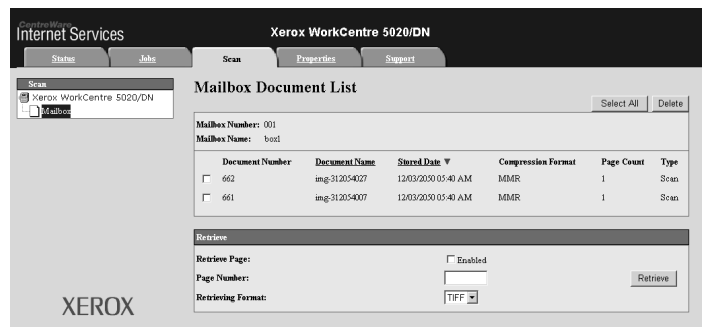 CentreWare
Internet Services
Xerox WorkCentre 5020/DN
Status Jobs Scan Properties Support
Scan
Xerox WorkCentre 5020/DN
Mailbox
Mailbox Document List
Select All Delete
Mailbox Number: 001
Mailbox Name: box1
Document Number Document Name Stored Date ▼ Compression Format Page Count Type
662 img-312054027 12/03/2050 05:40 AM MMR 1 Scan
661 img-312054007 12/03/2050 05:40 AM MMR 1 Scan
Retrieve
Retrieve Page: Enabled
Page Number:
Retrieve
Retrieving Format: TIFF
XEROX